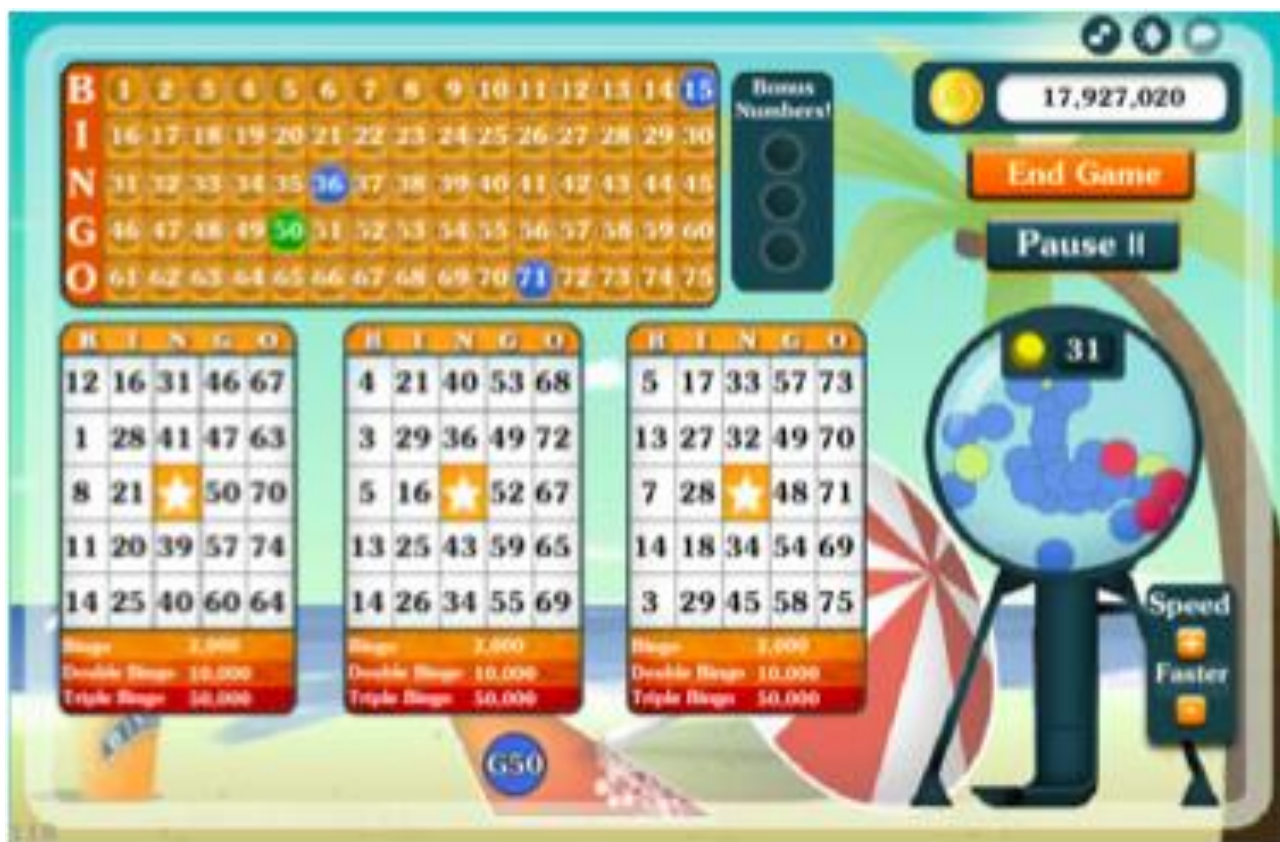 B 1 2 3 4 5 6 7 8 9 10 11 12 13 14 15
I 16 17 18 19 20 21 22 23 24 25 26 27 28 29 30
N 31 32 33 34 35 36 37 38 39 40 41 42 43 44 45
G 46 47 48 49 50 51 52 53 54 55 56 57 58 59 60
O 61 62 63 64 65 66 67 68 69 70 71 72 73 74 75
Bonus
Numbers!
17,927,020
End Game
Pause II
31
B I N G O
12 16 31 46 67
1 28 41 47 63
8 21 50 70
11 20 39 57 74
14 25 40 60 64
Bingo 2,000
Double Bingo 10,000
Triple Bingo 50,000
B I N G O
4 21 40 53 68
3 29 36 49 72
5 16 52 67
13 25 43 59 65
14 26 34 55 69
Bingo 2,000
Double Bingo 10,000
Triple Bingo 50,000
B I N G O
5 17 33 57 73
13 27 32 49 70
7 28 48 71
14 18 34 54 69
3 29 45 58 75
Bingo 2,000
Double Bingo 10,000
Triple Bingo 50,000
Speed
+
Faster
-
G50